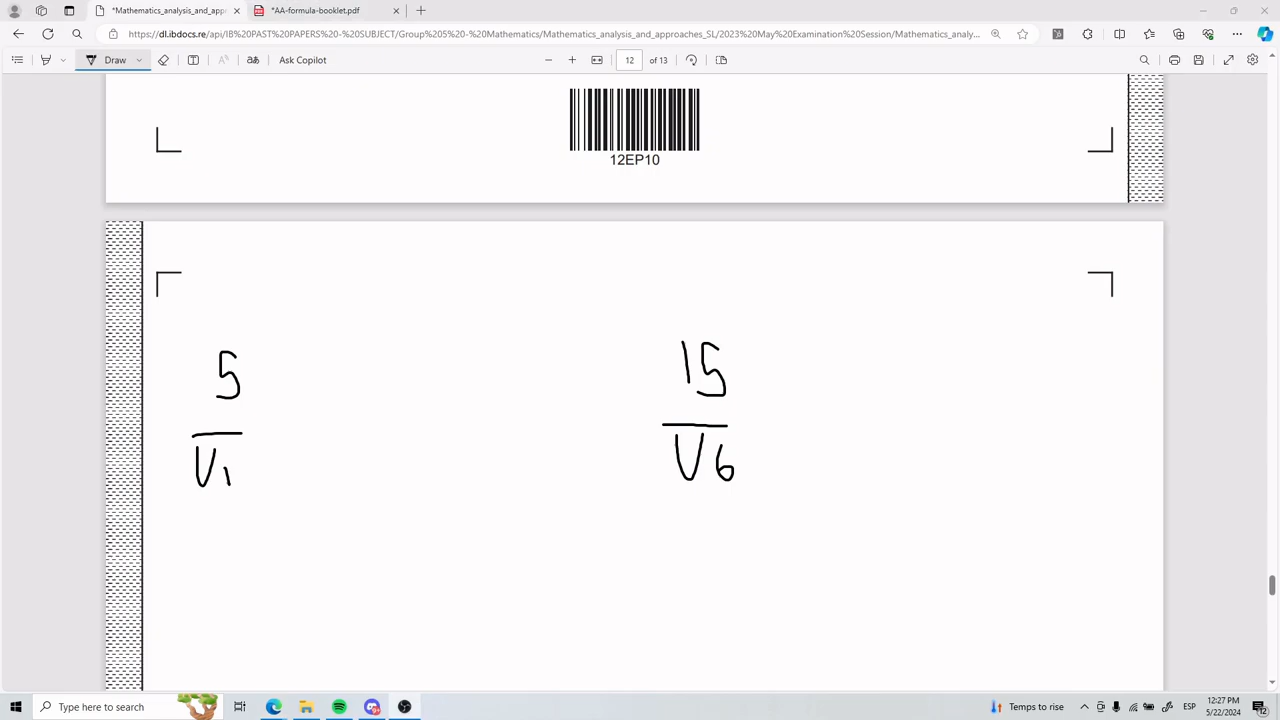 *Mathematics_analysis_and_appr
*AA-formula-booklet.pdf
https://dl.ibdocs.re/api/IB%20PAST%20PAPERS%20-%20SUBJECT/Group%205%20-%20Mathematics/Mathematics_analysis_and_approaches_SL/2023%20May%20Examination%20Session/Mathematics_analy...
Draw
Ask Copilot
12 of 13
12EP10
5
U1
15
U6
Type here to search
Temps to rise
ESP
12:27 PM
5/22/2024
12